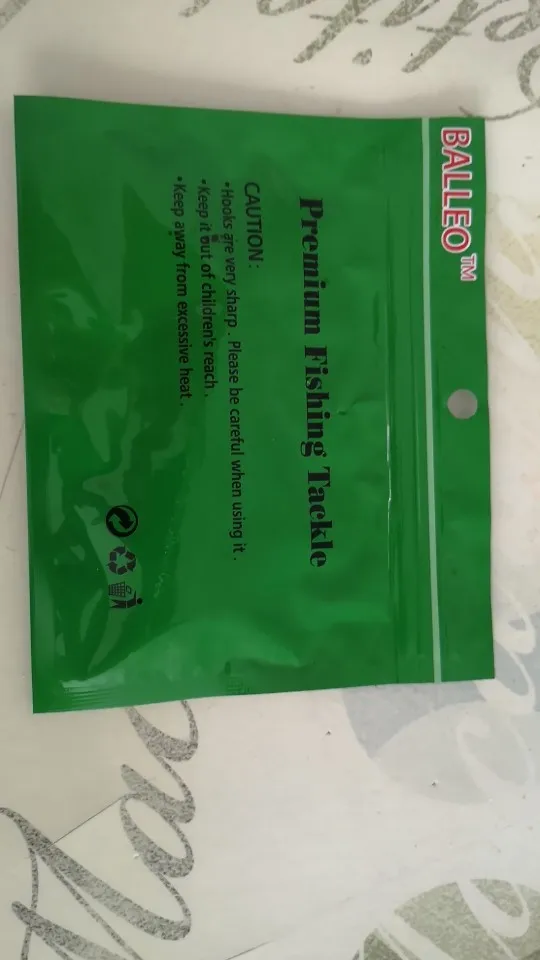 BALLEO™
Premium Fishing Tackle
CAUTION :
•Hooks are very sharp . Please be careful when using it .
•Keep it out of children's reach .
•Keep away from excessive heat .